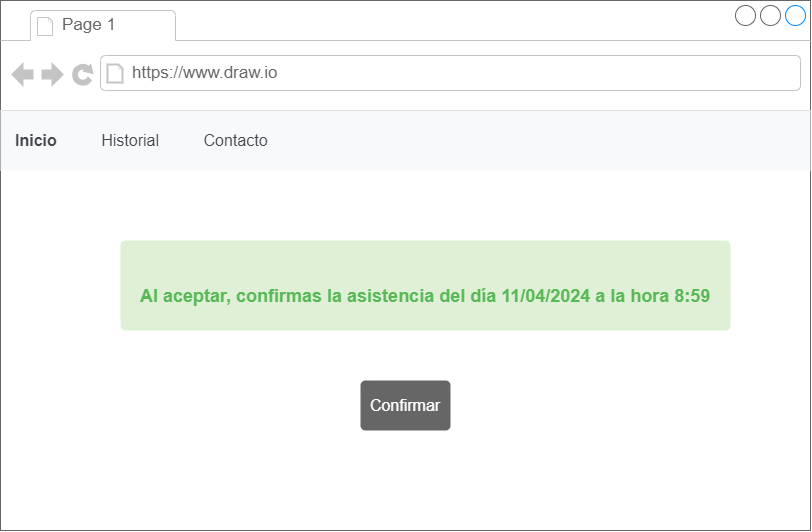 Page 1
https://www.draw.io
Inicio Historial Contacto
Al aceptar, confirmas la asistencia del día 11/04/2024 a la hora 8:59
Confirmar